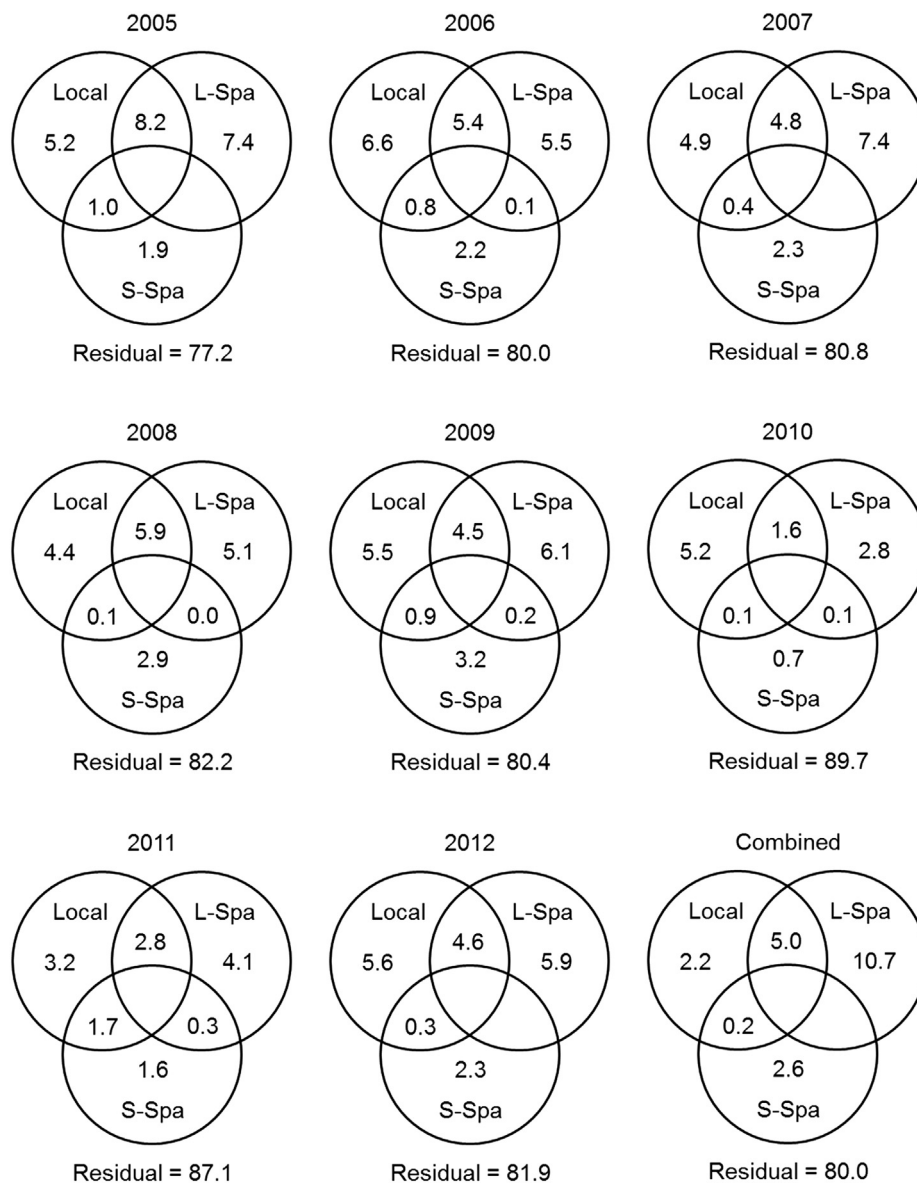 2005 2006 2007
Local L-Spa Local L-Spa Local L-Spa
8.2 5.4 4.8
5.2 7.4 6.6 5.5 4.9 7.4
1.0 0.8 0.1 0.4
1.9 2.2 2.3
S-Spa S-Spa S-Spa
Residual = 77.2 Residual = 80.0 Residual = 80.8
2008 2009 2010
Local L-Spa Local L-Spa Local L-Spa
5.9 4.5 1.6
4.4 5.1 5.5 6.1 5.2 2.8
0.1 0.0 0.9 0.2 0.1 0.1
2.9 3.2 0.7
S-Spa S-Spa S-Spa
Residual = 82.2 Residual = 80.4 Residual = 89.7
2011 2012 Combined
Local L-Spa Local L-Spa Local L-Spa
2.8 4.6 5.0
3.2 4.1 5.6 5.9 2.2 10.7
1.7 0.3 0.3 0.2
1.6 2.3 2.6
S-Spa S-Spa S-Spa
Residual = 87.1 Residual = 81.9 Residual = 80.0